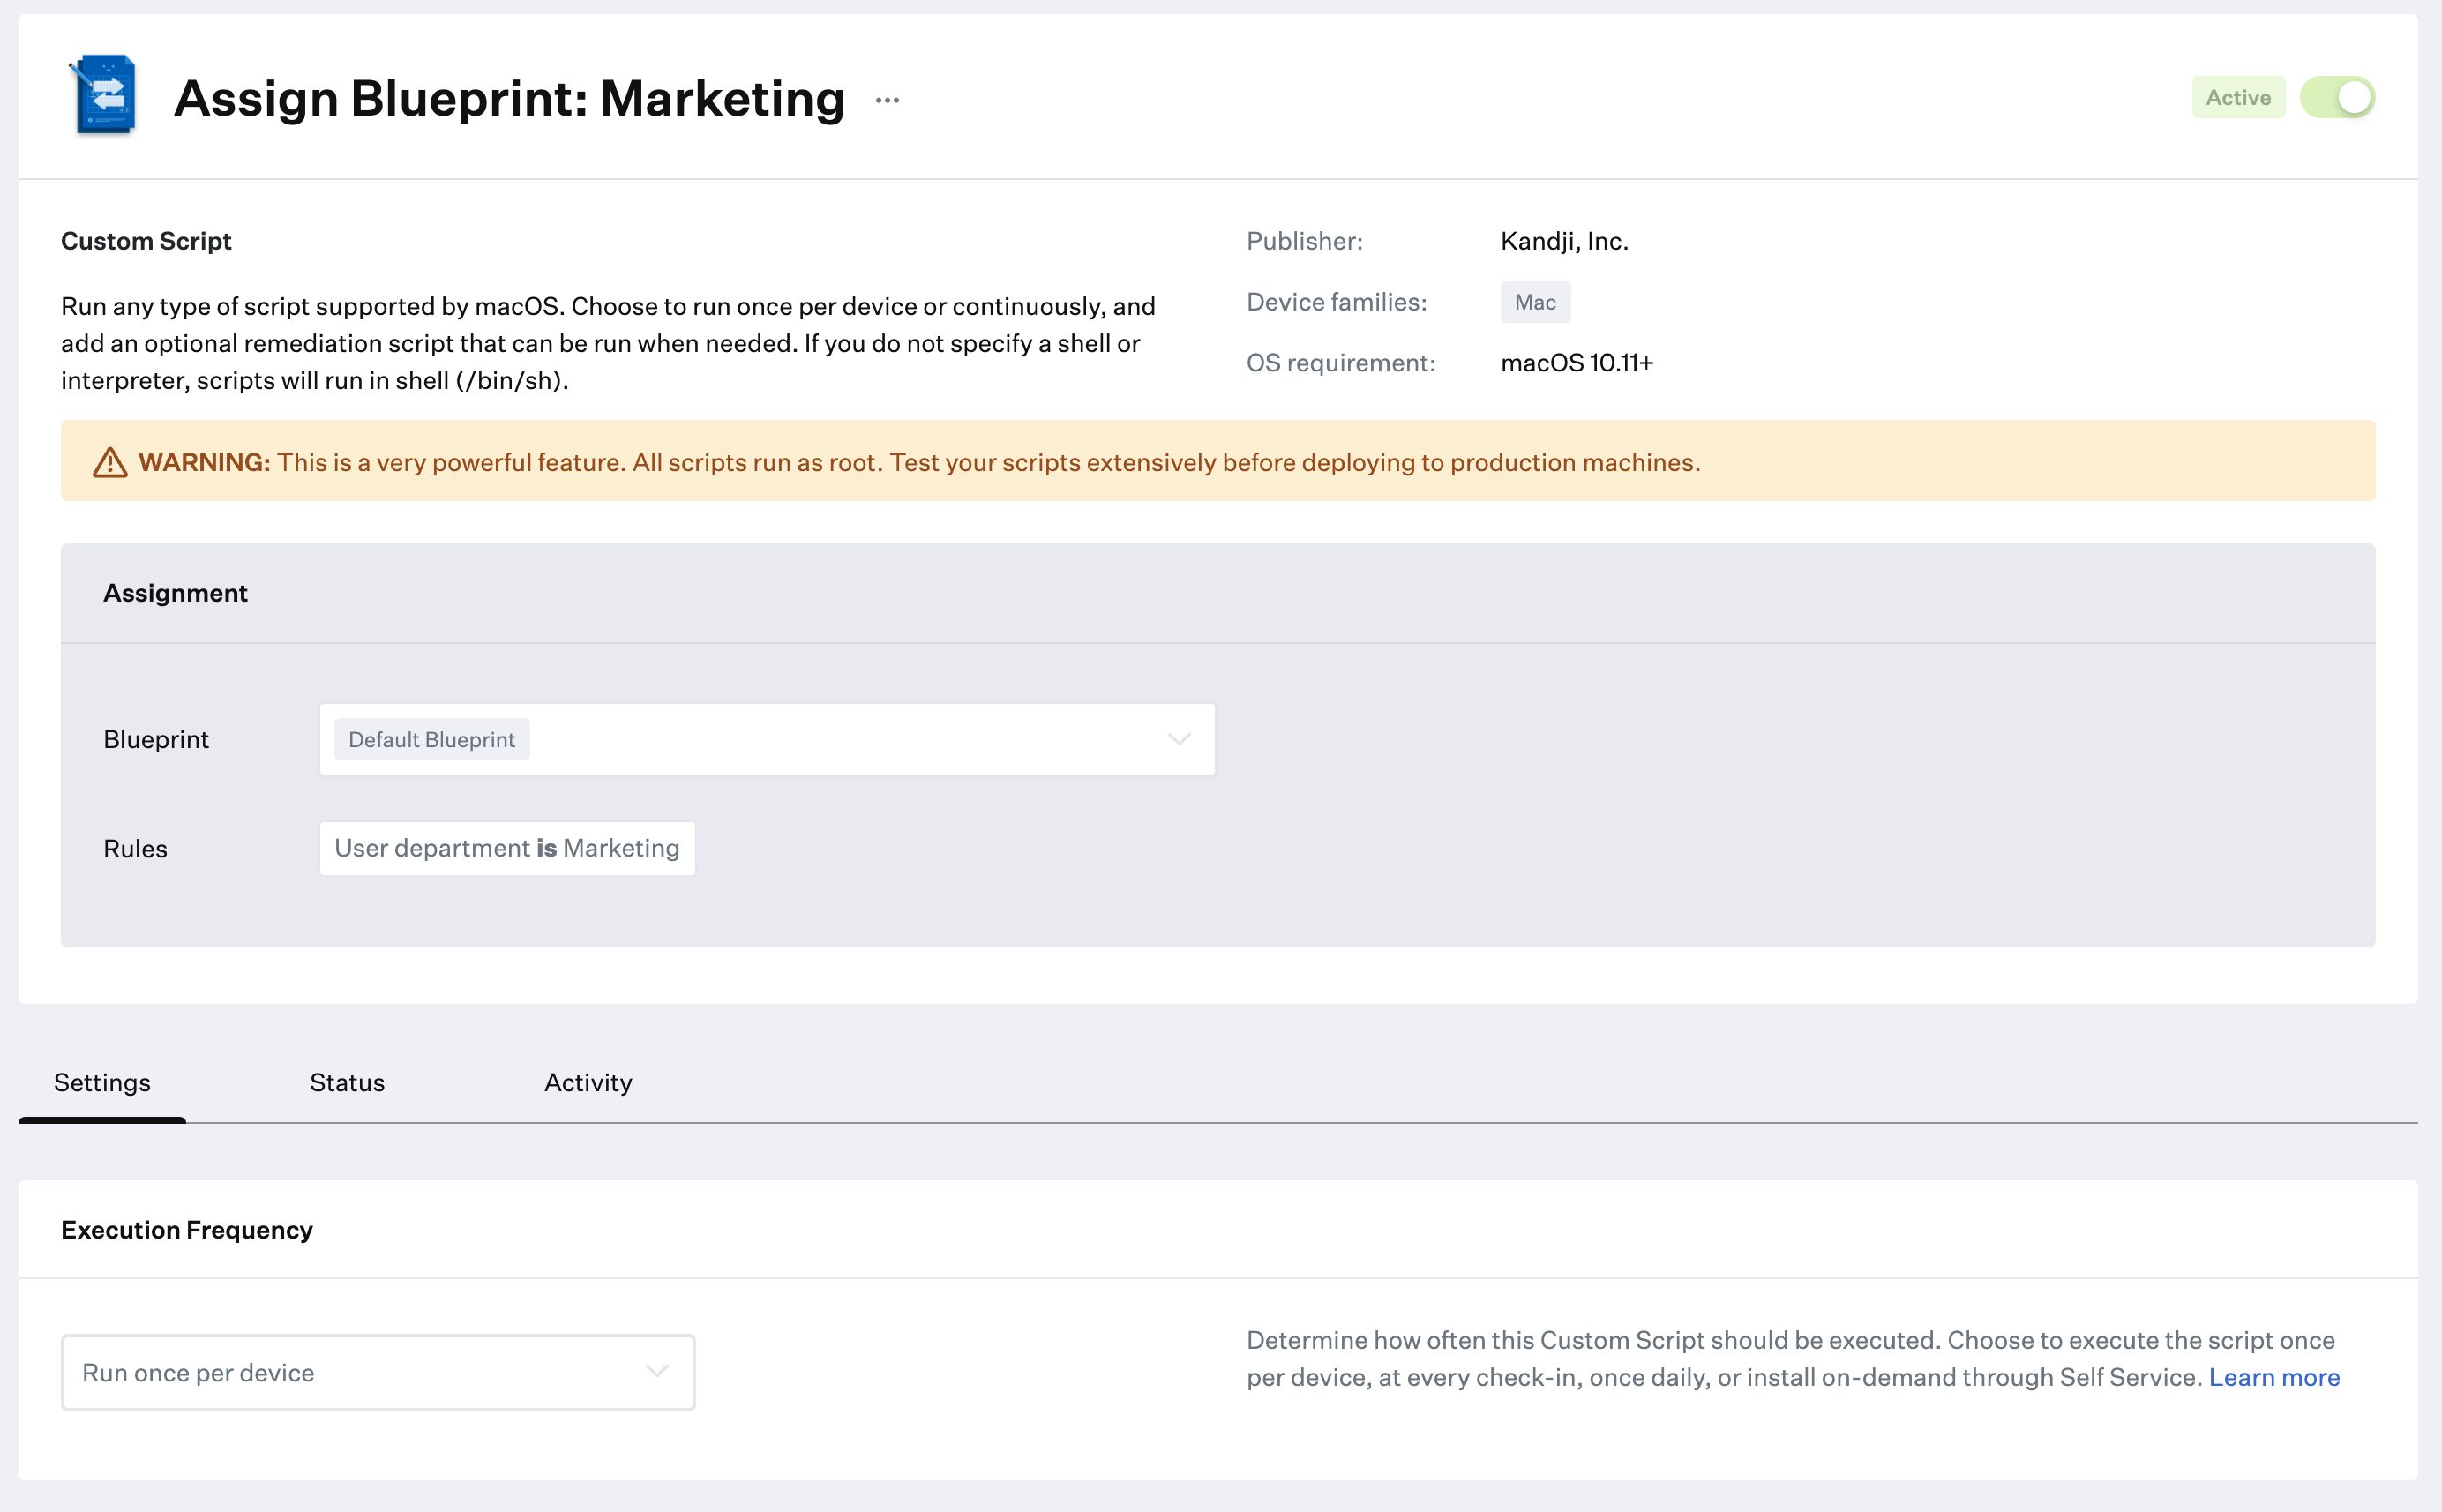 Assign Blueprint: Marketing
Active
Custom Script
Run any type of script supported by macOS. Choose to run once per device or continuously, and
add an optional remediation script that can be run when needed. If you do not specify a shell or
interpreter, scripts will run in shell (/bin/sh).
Publisher: Kandji, Inc.
Device families: Mac
OS requirement: macOS 10.11+
WARNING: This is a very powerful feature. All scripts run as root. Test your scripts extensively before deploying to production machines.
Assignment
Blueprint Default Blueprint
Rules User department is Marketing
Settings Status Activity
Execution Frequency
Run once per device
Determine how often this Custom Script should be executed. Choose to execute the script once
per device, at every check-in, once daily, or install on-demand through Self Service. Learn more